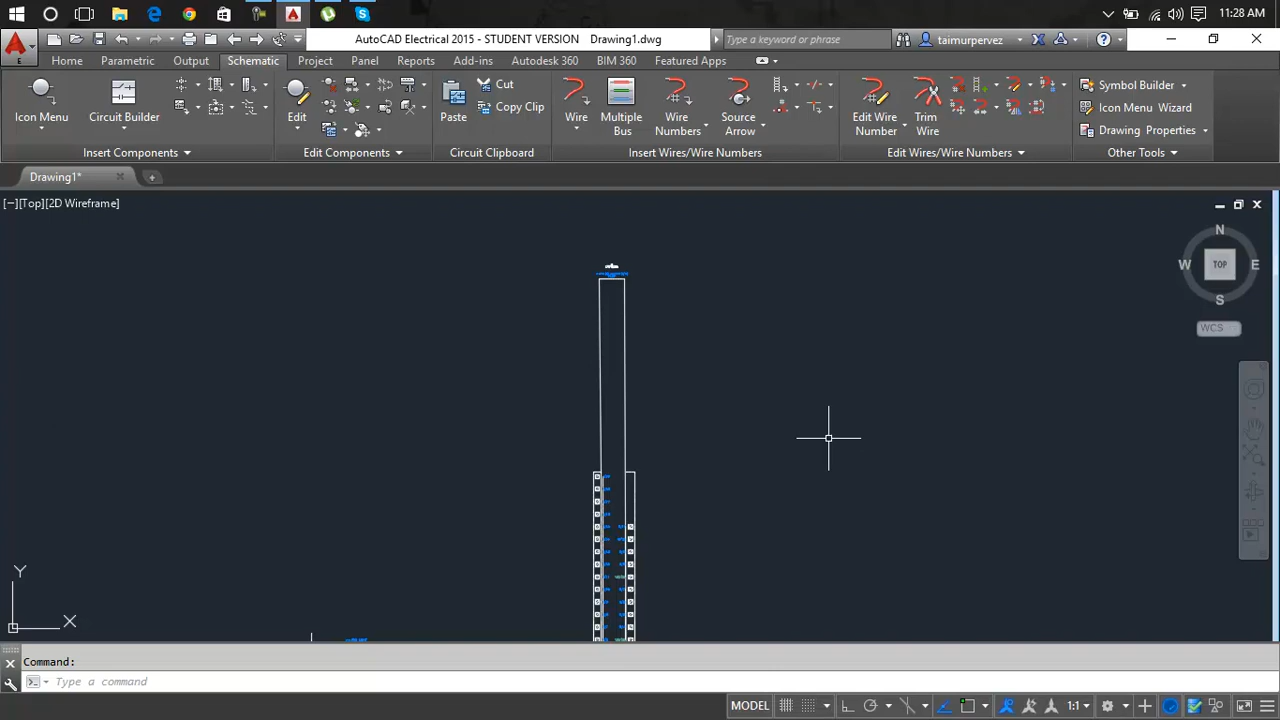 11:28 AM
E
AutoCAD Electrical 2015 - STUDENT VERSION Drawing1.dwg
Type a keyword or phrase
taimurpervez
Home Parametric Output Schematic Project Panel Reports Add-ins Autodesk 360 BIM 360 Featured Apps
Icon Menu
Circuit Builder
Insert Components
Edit
Edit Components
Paste
Cut
Copy Clip
Circuit Clipboard
Wire
Multiple
Bus
Wire
Numbers
Source
Arrow
Insert Wires/Wire Numbers
Edit Wire
Number
Trim
Wire
Edit Wires/Wire Numbers
Symbol Builder
Icon Menu Wizard
Drawing Properties
Other Tools
Drawing1*
[−][Top][2D Wireframe]
N
W TOP E
S
WCS
Y
X
Command:
Type a command
MODEL
1:1